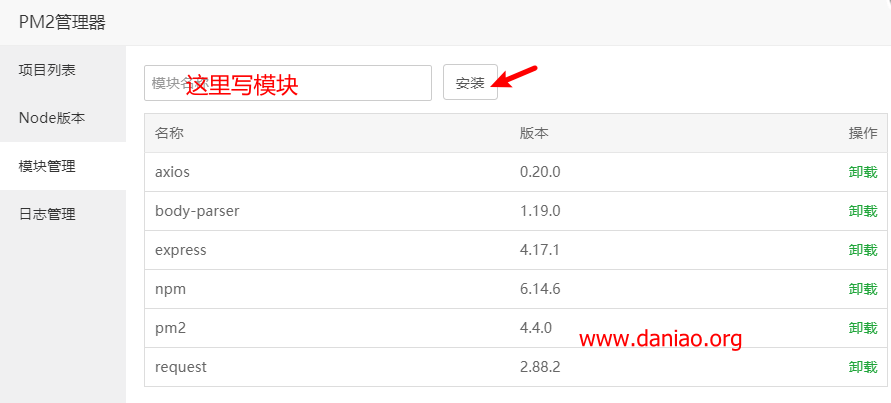 PM2管理器
项目列表
Node版本
模块管理
日志管理
模块名称
这里写模块
安装
名称 版本 操作
axios 0.20.0 卸载
body-parser 1.19.0 卸载
express 4.17.1 卸载
npm 6.14.6 卸载
pm2 4.4.0 卸载
www.daniao.org
request 2.88.2 卸载